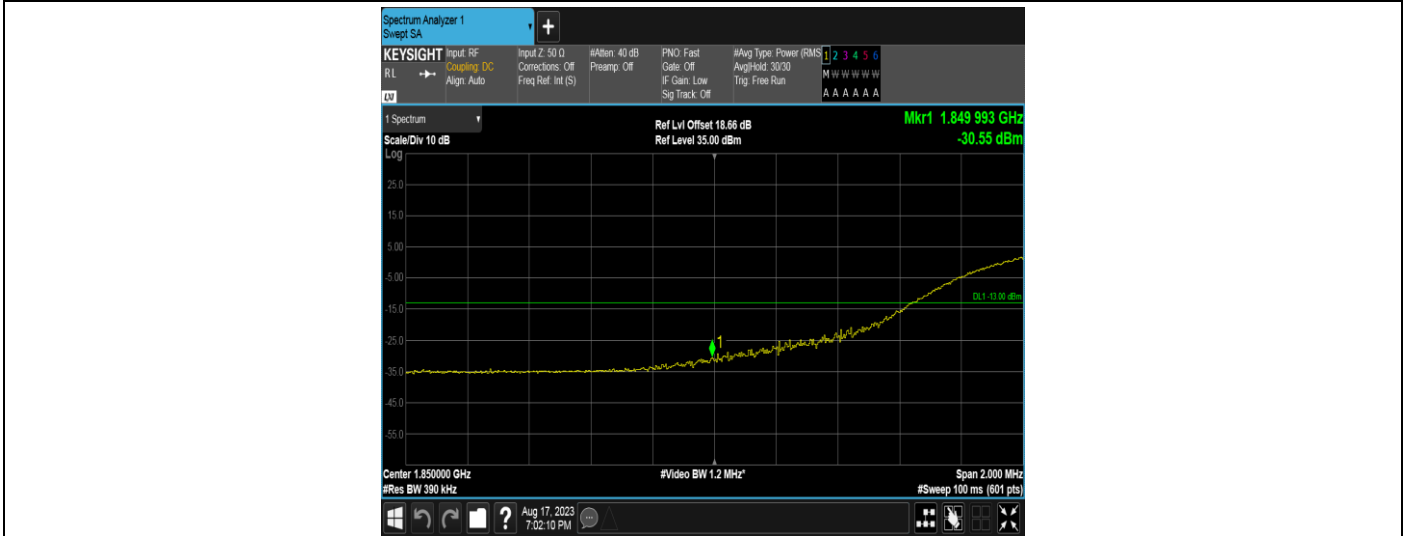 Spectrum Analyzer 1
Swept SA
+
KEYSIGHT
RL
LXI
Input: RF
Coupling: DC
Align: Auto
Input Z: 50 Ω
Corrections: Off
Freq Ref: Int (S)
#Atten: 40 dB
Preamp: Off
PNO: Fast
Gate: Off
IF Gain: Low
Sig Track: Off
#Avg Type: Power (RMS
Avg|Hold: 30/30
Trig: Free Run
1 2 3 4 5 6
M W W W W W
A A A A A A
1 Spectrum
Scale/Div 10 dB
Ref Lvl Offset 18.66 dB
Ref Level 35.00 dBm
Mkr1 1.849 993 GHz
-30.55 dBm
Log
25.0
15.0
5.00
-5.00
DL1 -13.00 dBm
-15.0
-25.0
1
-35.0
-45.0
-55.0
Center 1.850000 GHz
#Video BW 1.2 MHz*
Span 2.000 MHz
#Res BW 390 kHz
#Sweep 100 ms (601 pts)
?
Aug 17, 2023
7:02:10 PM